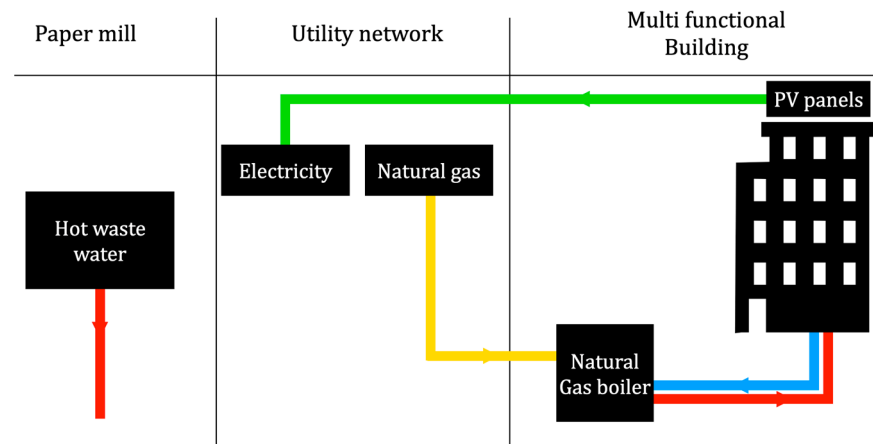 Paper mill
Utility network
Multi functional
Building
PV panels
Electricity
Natural gas
Hot waste
water
Natural
Gas boiler